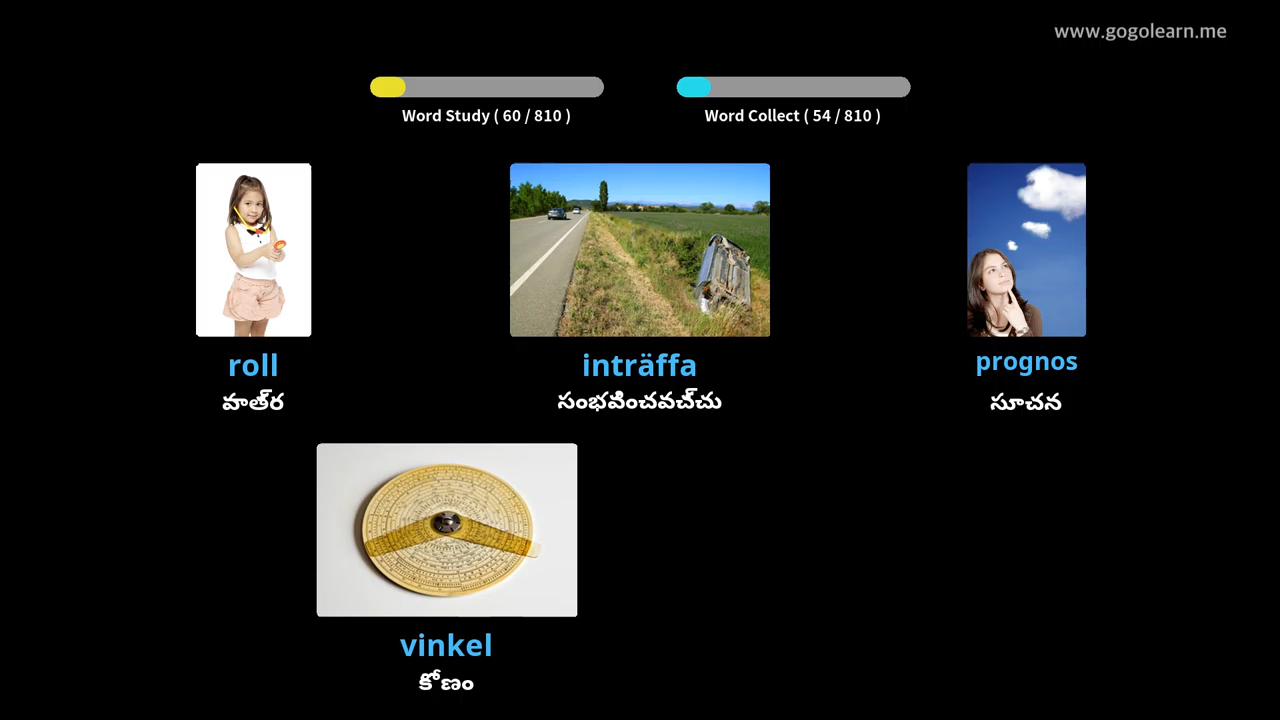 www.gogolearn.me
Word Study ( 60 / 810 )
Word Collect ( 54 / 810 )
roll
పాత్ర
inträffa
సంభవించవచ్చు
prognos
సూచన
vinkel
కోణం